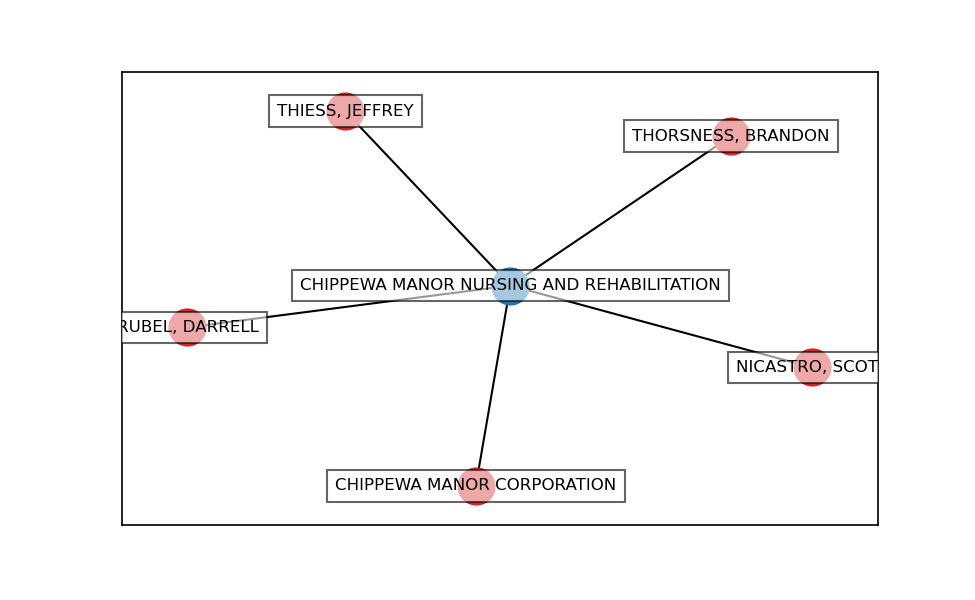 THIESS, JEFFREY
THORSNESS, BRANDON
CHIPPEWA MANOR NURSING AND REHABILITATION
RUBEL, DARRELL
NICASTRO, SCOT
CHIPPEWA MANOR CORPORATION